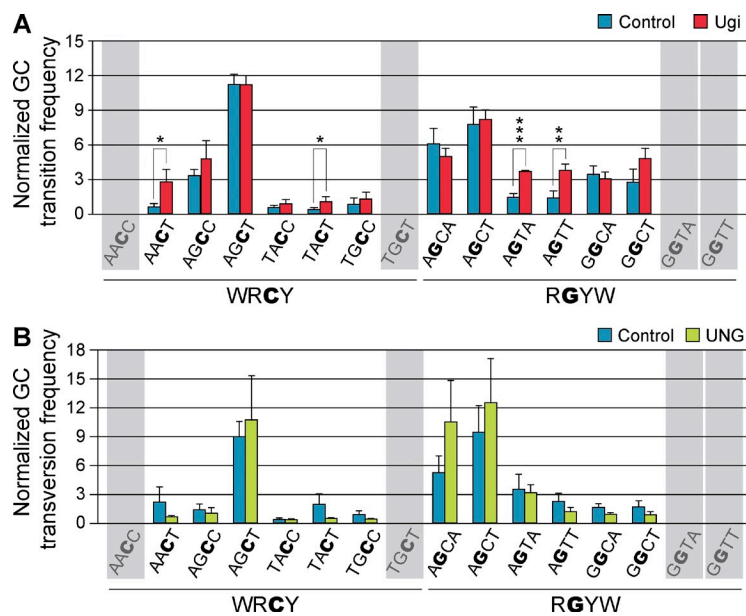 A
Control Ugi
Normalized GC
transition frequency
15
12
9
6
3
0
*
*
***
**
AACC AACT AGCC AGCT TACC TACT TGCC TGCT AGCA AGCT AGTA AGTT GGCA GGCT GGTA GGTT
WRCY RGYW
B
Control UNG
Normalized GC
transversion frequency
18
15
12
9
6
3
0
AACC AACT AGCC AGCT TACC TACT TGCC TGCT AGCA AGCT AGTA AGTT GGCA GGCT GGTA GGTT
WRCY RGYW